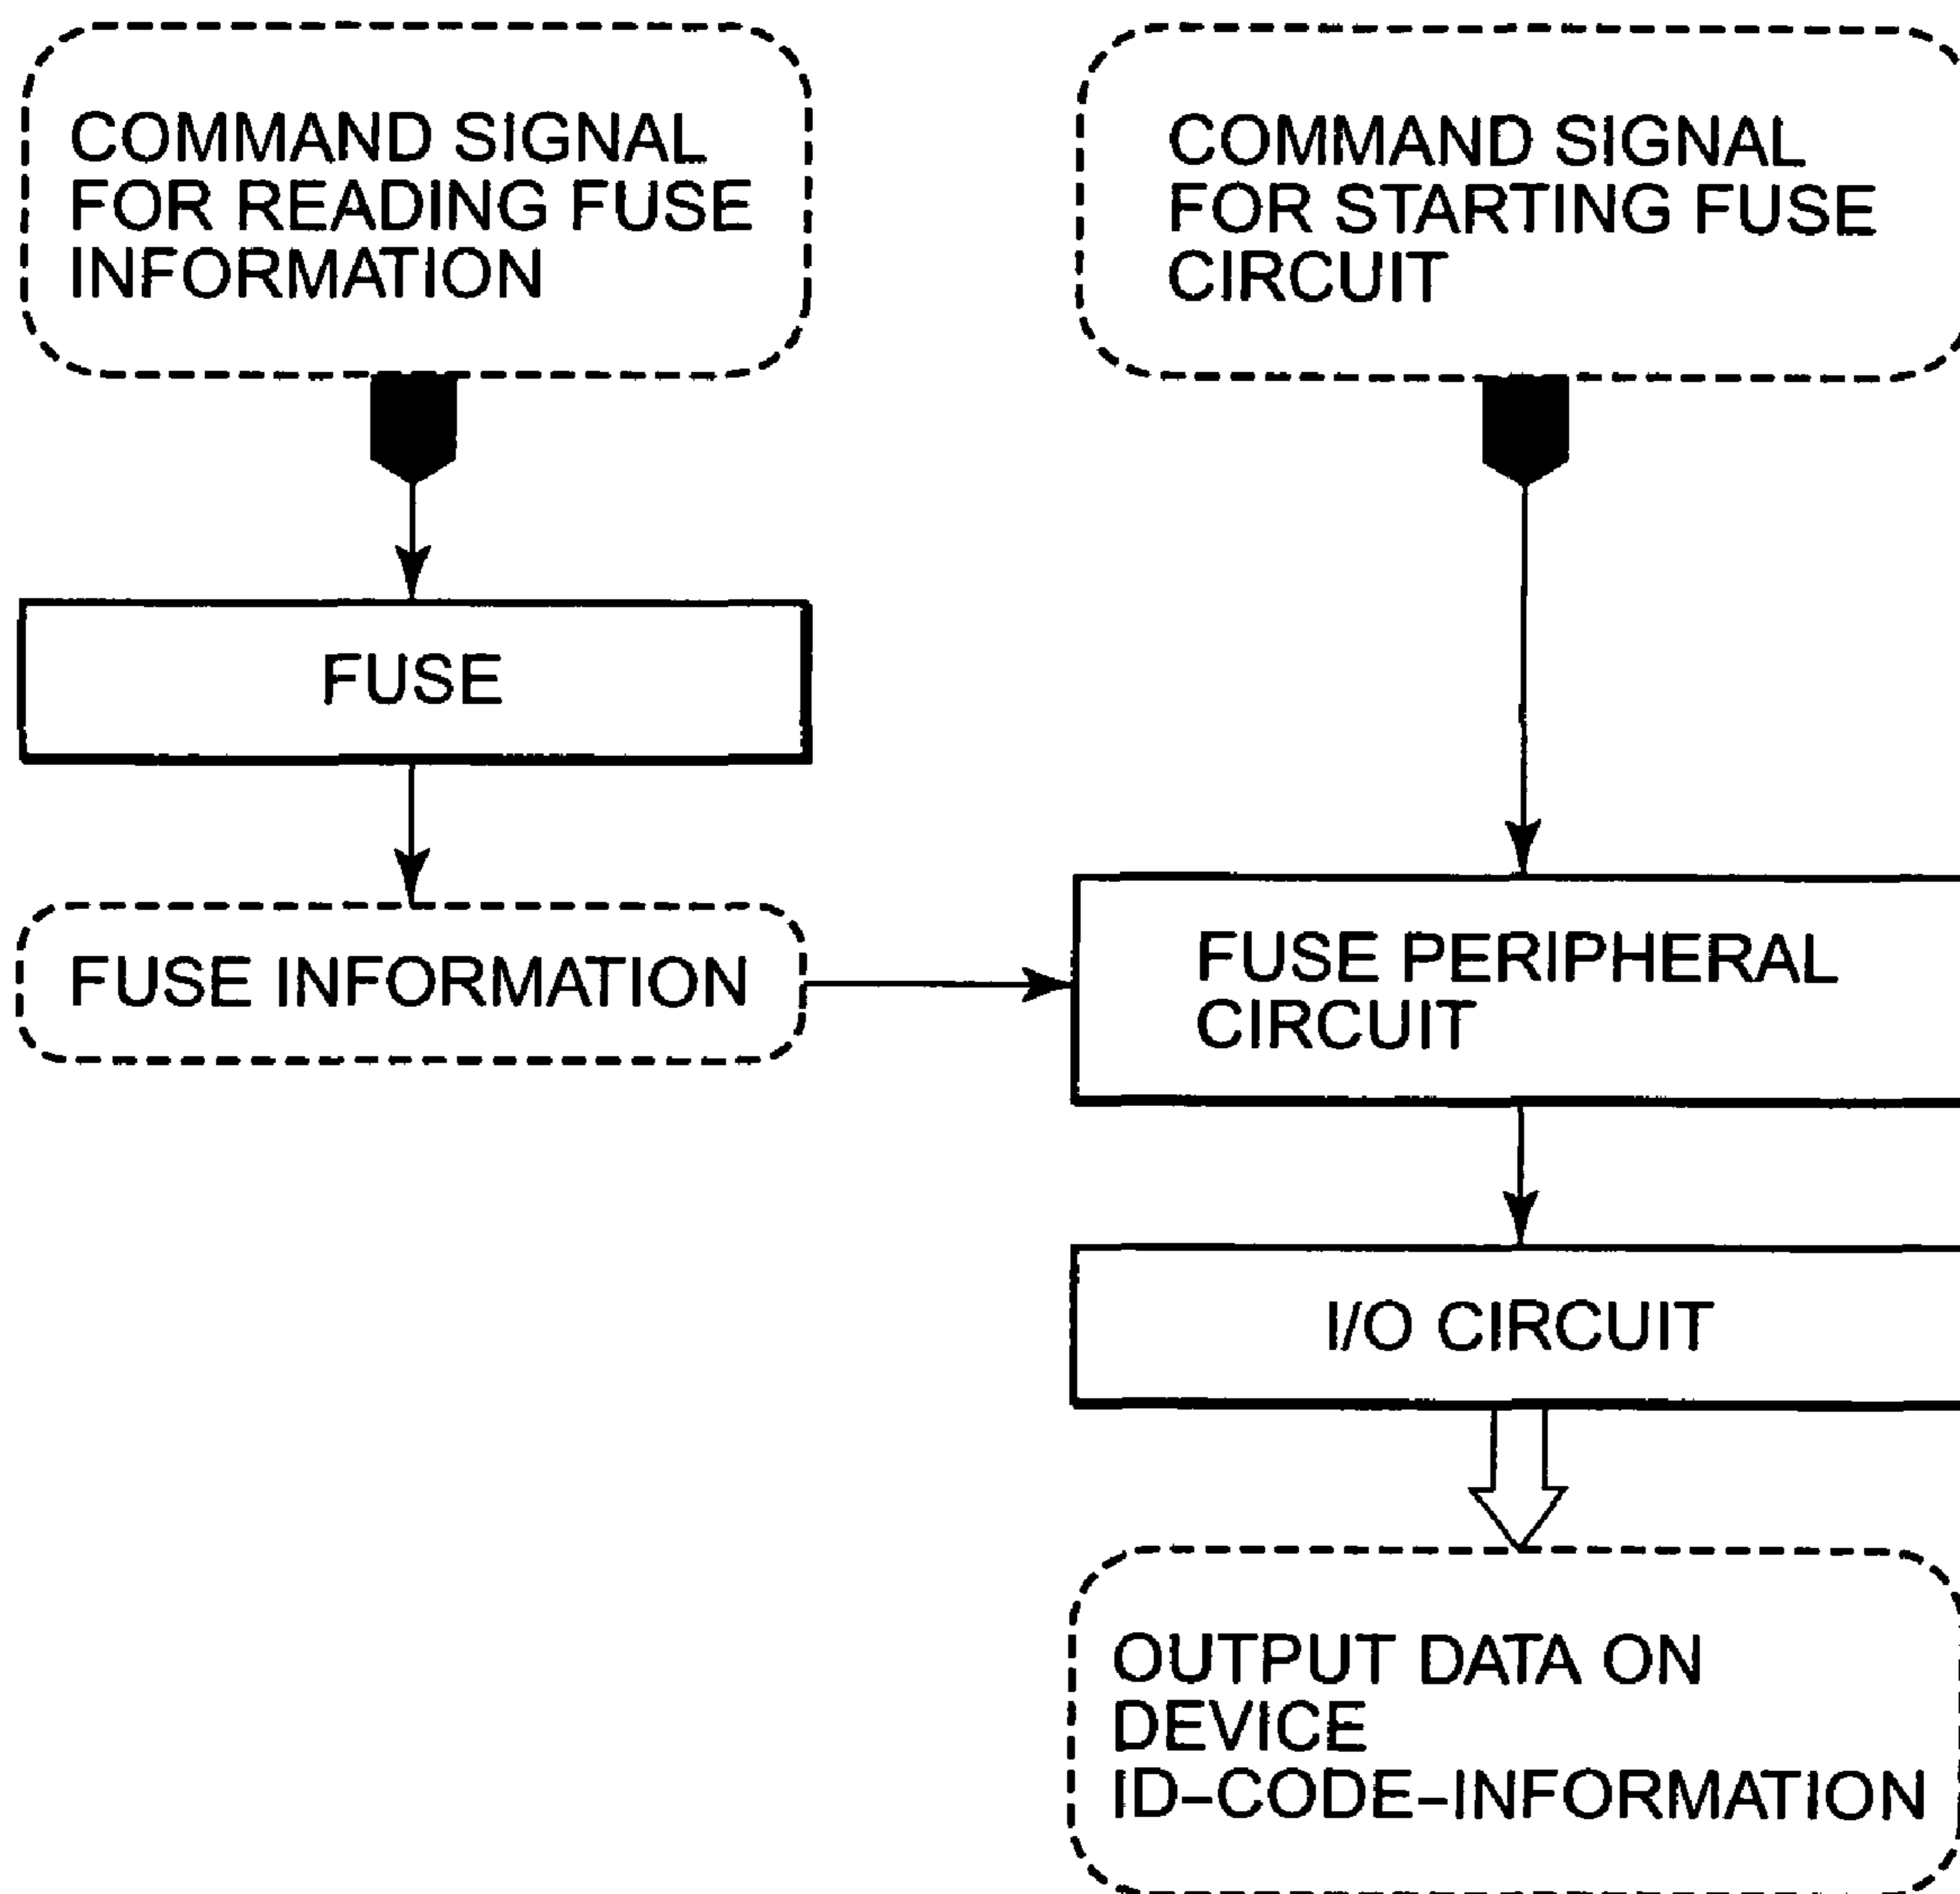 COMMAND SIGNAL
FOR READING FUSE
INFORMATION
COMMAND SIGNAL
FOR STARTING FUSE
CIRCUIT
FUSE
FUSE INFORMATION
FUSE PERIPHERAL
CIRCUIT
I/O CIRCUIT
OUTPUT DATA ON
DEVICE
ID–CODE–INFORMATION